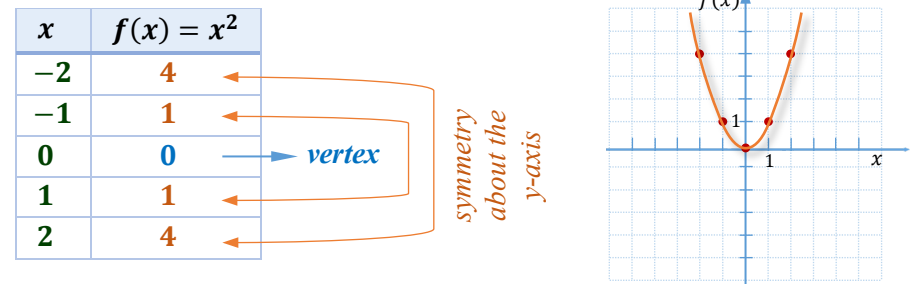 x f(x) = x²
−2 4
−1 1
0 0 vertex
1 1
2 4
symmetry
about the
y-axis
f(x)
1
1
x